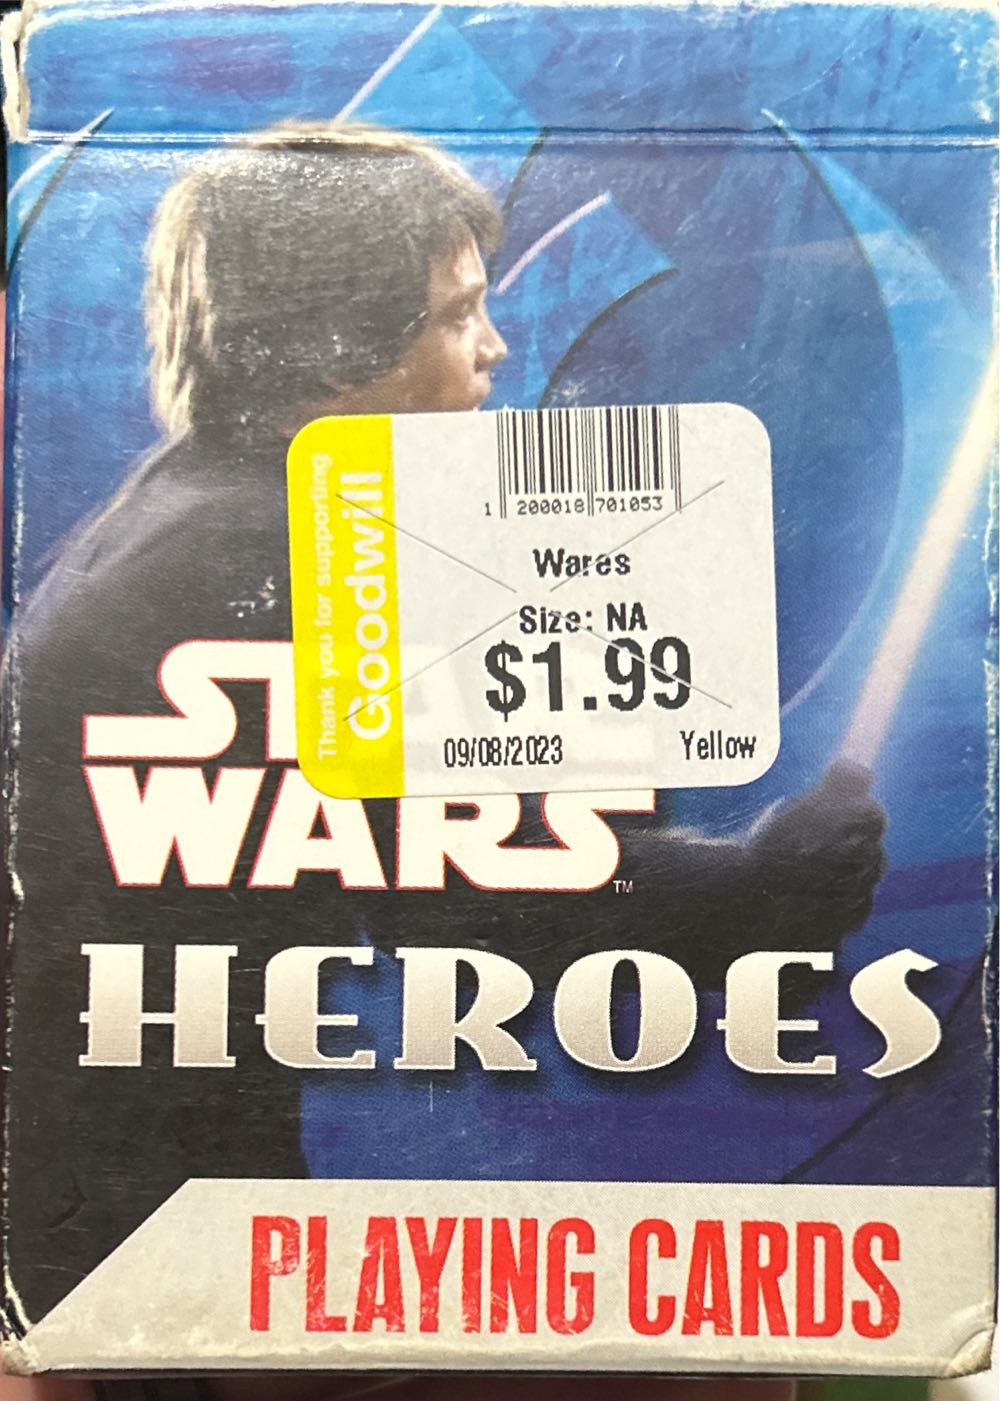 Thank you for supporting
Goodwill
1 200018 701053
Wares
Size: NA
$1.99
09/08/2023 Yellow
WARS
TM
HEROES
PLAYING CARDS